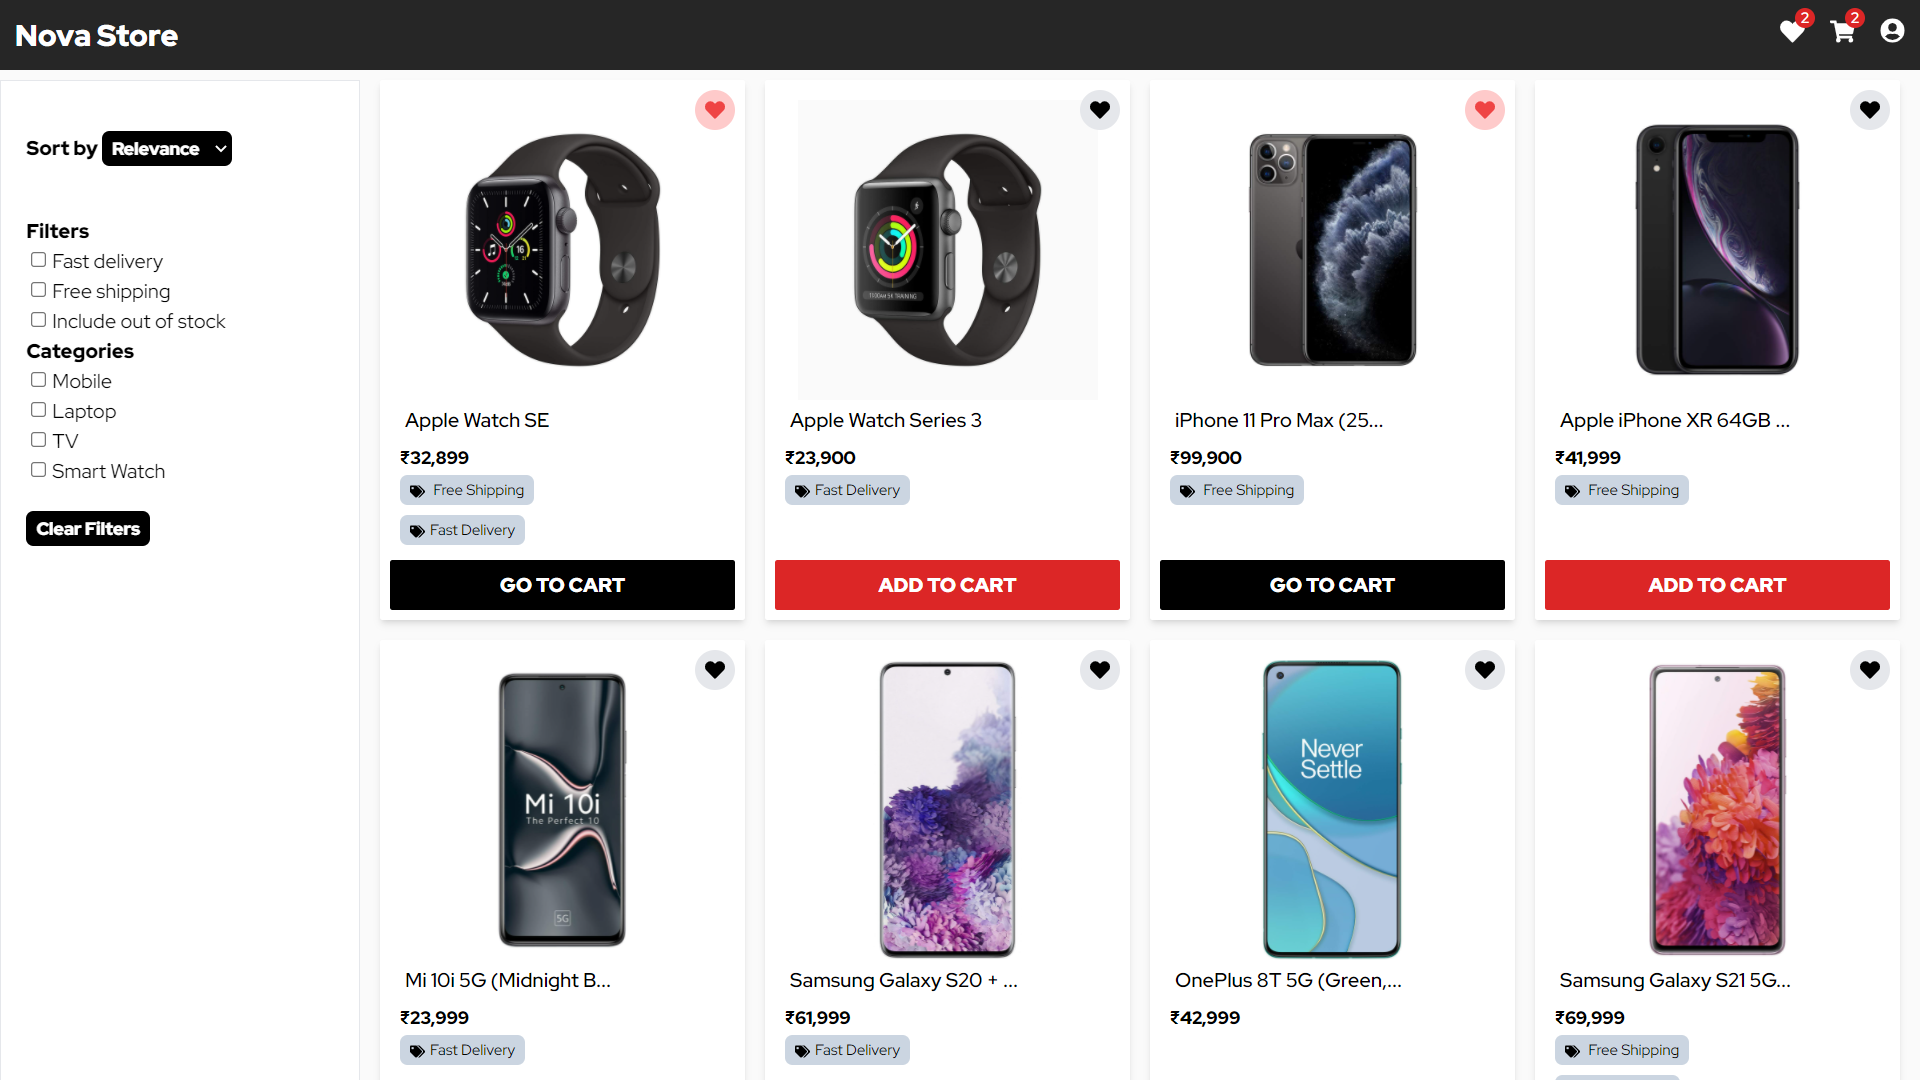 Nova Store
2
2
Sort by Relevance
Filters
Fast delivery
Free shipping
Include out of stock
Categories
Mobile
Laptop
TV
Smart Watch
Clear Filters
16
Apple Watch SE
₹32,899
Free Shipping
Fast Delivery
GO TO CART
Apple Watch Series 3
₹23,900
Fast Delivery
ADD TO CART
iPhone 11 Pro Max (25...
₹99,900
Free Shipping
GO TO CART
Apple iPhone XR 64GB ...
₹41,999
Free Shipping
ADD TO CART
Mi 10i
The Perfect 10
5G
Mi 10i 5G (Midnight B...
₹23,999
Fast Delivery
Samsung Galaxy S20 + ...
₹61,999
Fast Delivery
Never
Settle
OnePlus 8T 5G (Green,...
₹42,999
Samsung Galaxy S21 5G...
₹69,999
Free Shipping